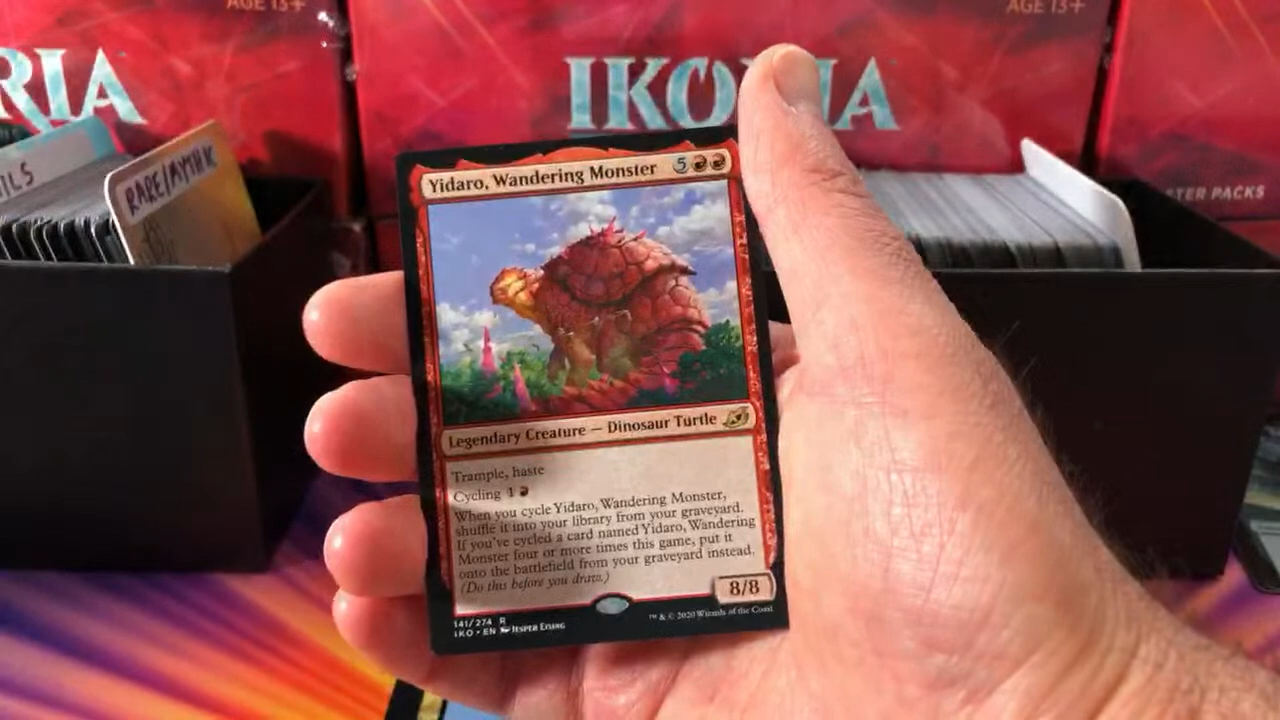 AGE 13+
AGE 13+
RIA
IKORIA
ILS
RARE/MYTHIC
STER PACKS
Yidaro, Wandering Monster 5
Legendary Creature — Dinosaur Turtle
Trample, haste
Cycling 1
When you cycle Yidaro, Wandering Monster,
shuffle it into your library from your graveyard.
If you've cycled a card named Yidaro, Wandering
Monster four or more times this game, put it
onto the battlefield from your graveyard instead.
(Do this before you draw.)
8/8
141/274 R
IKO • EN Jesper Ejsing
™ & © 2020 Wizards of the Coast